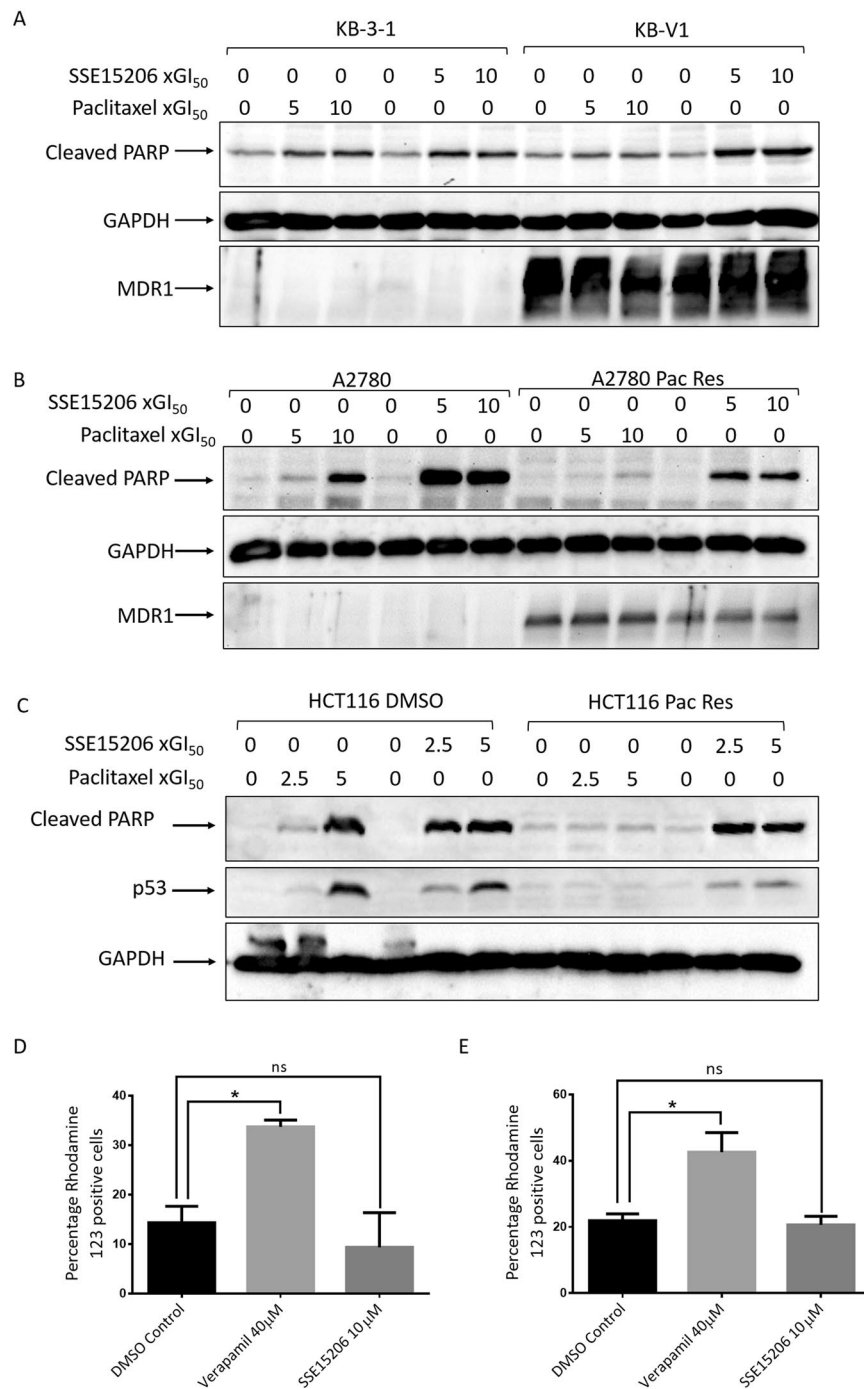 A
KB-3-1 KB-V1
SSE15206 xGI50 0 0 0 0 5 10 0 0 0 0 5 10
Paclitaxel xGI50 0 5 10 0 0 0 0 5 10 0 0 0
Cleaved PARP
GAPDH
MDR1
B
A2780 A2780 Pac Res
SSE15206 xGI50 0 0 0 0 5 10 0 0 0 0 5 10
Paclitaxel xGI50 0 5 10 0 0 0 0 5 10 0 0 0
Cleaved PARP
GAPDH
MDR1
C
HCT116 DMSO HCT116 Pac Res
SSE15206 xGI50 0 0 0 0 2.5 5 0 0 0 0 2.5 5
Paclitaxel xGI50 0 2.5 5 0 0 0 0 2.5 5 0 0 0
Cleaved PARP
p53
GAPDH
D
ns
*
Percentage Rhodamine
123 positive cells
40
30
20
10
0
DMSO Control
Verapamil 40μM
SSE15206 10 μM
E
ns
*
Percentage Rhodamine
123 positive cells
60
40
20
0
DMSO Control
Verapamil 40μM
SSE15206 10 μM